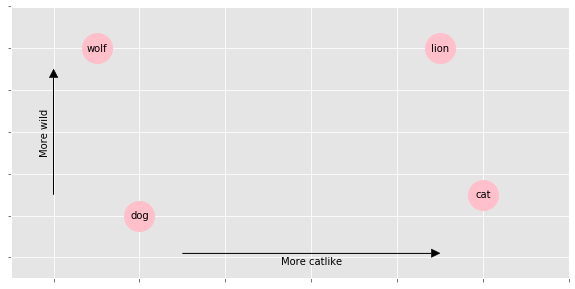 wolf
lion
More wild
cat
dog
More catlike